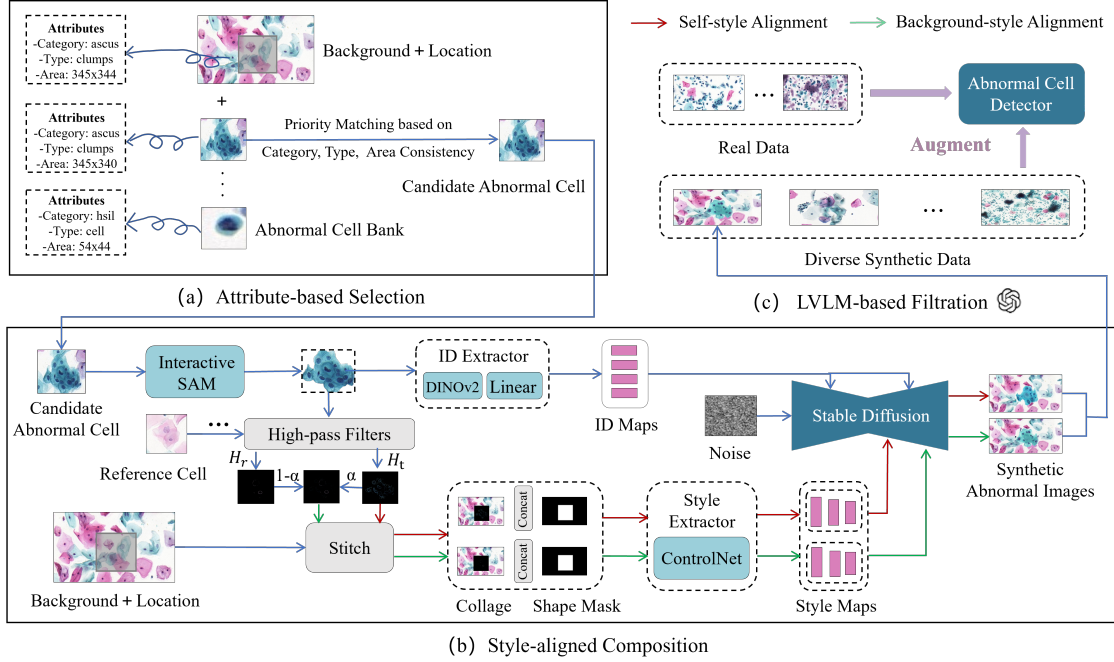 Attributes
-Category: ascus
-Type: clumps
-Area: 345x344
Background + Location
+
Attributes
-Category: ascus
-Type: clumps
-Area: 345x340
Priority Matching based on
Category, Type, Area Consistency
Candidate Abnormal Cell
Attributes
-Category: hsil
-Type: cell
-Area: 54x44
Abnormal Cell Bank
(a) Attribute-based Selection
Self-style Alignment
Background-style Alignment
...
Real Data
Abnormal Cell
Detector
Augment
...
Diverse Synthetic Data
(c) LVLM-based Filtration
Candidate
Abnormal Cell
Interactive
SAM
ID Extractor
DINOv2
Linear
ID Maps
Noise
Stable Diffusion
Synthetic
Abnormal Images
Reference Cell
...
High-pass Filters
H_r
1-α
α
H_t
Background + Location
Stitch
Concat
Concat
Collage
Shape Mask
Style
Extractor
ControlNet
Style Maps
(b) Style-aligned Composition